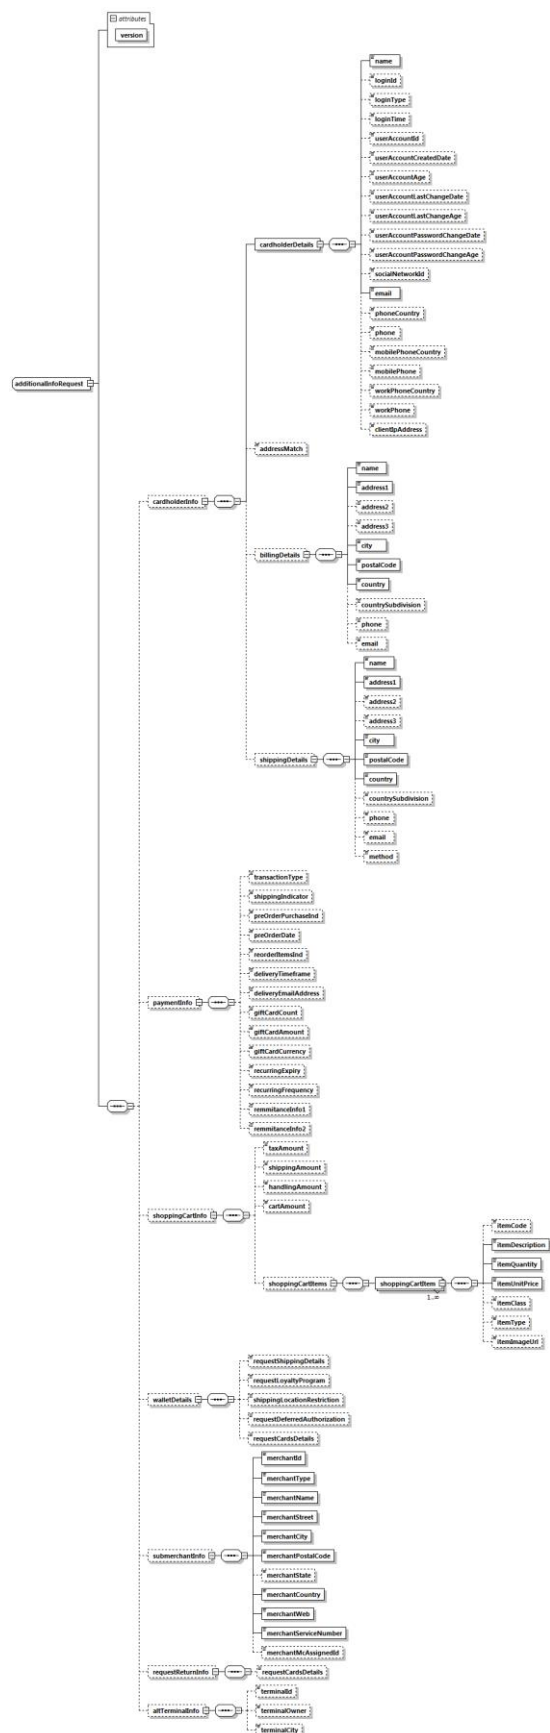 attributes
version
name
loginId
loginType
loginTime
userAccountId
userAccountCreatedDate
userAccountAge
userAccountLastChangeDate
userAccountLastChangeAge
cardholderDetails
userAccountPasswordChangeDate
userAccountPasswordChangeAge
socialNetworkId
email
phoneCountry
phone
mobilePhoneCountry
mobilePhone
additionalInfoRequest
workPhoneCountry
workPhone
clientIpAddress
addressMatch
cardholderInfo
name
address1
address2
address3
city
billingDetails
postalCode
country
countrySubdivision
phone
email
name
address1
address2
address3
city
shippingDetails
postalCode
country
countrySubdivision
phone
email
method
transactionType
shippingIndicator
preOrderPurchaseInd
preOrderDate
reorderItemsInd
deliveryTimeframe
deliveryEmailAddress
paymentInfo
giftCardCount
giftCardAmount
giftCardCurrency
recurringExpiry
recurringFrequency
remmitanceInfo1
remmitanceInfo2
taxAmount
shippingAmount
handlingAmount
cartAmount
shoppingCartInfo
itemCode
itemDescription
itemQuantity
shoppingCartItems
shoppingCartItem
itemUnitPrice
1..∞
itemClass
itemType
itemImageUrl
requestShippingDetails
requestLoyaltyProgram
walletDetails
shippingLocationRestriction
requestDeferredAuthorization
requestCardsDetails
merchantId
merchantType
merchantName
merchantStreet
merchantCity
submerchantInfo
merchantPostalCode
merchantState
merchantCountry
merchantWeb
merchantServiceNumber
merchantMcAssignedId
requestReturnInfo
requestCardsDetails
terminalId
altTerminalInfo
terminalOwner
terminalCity